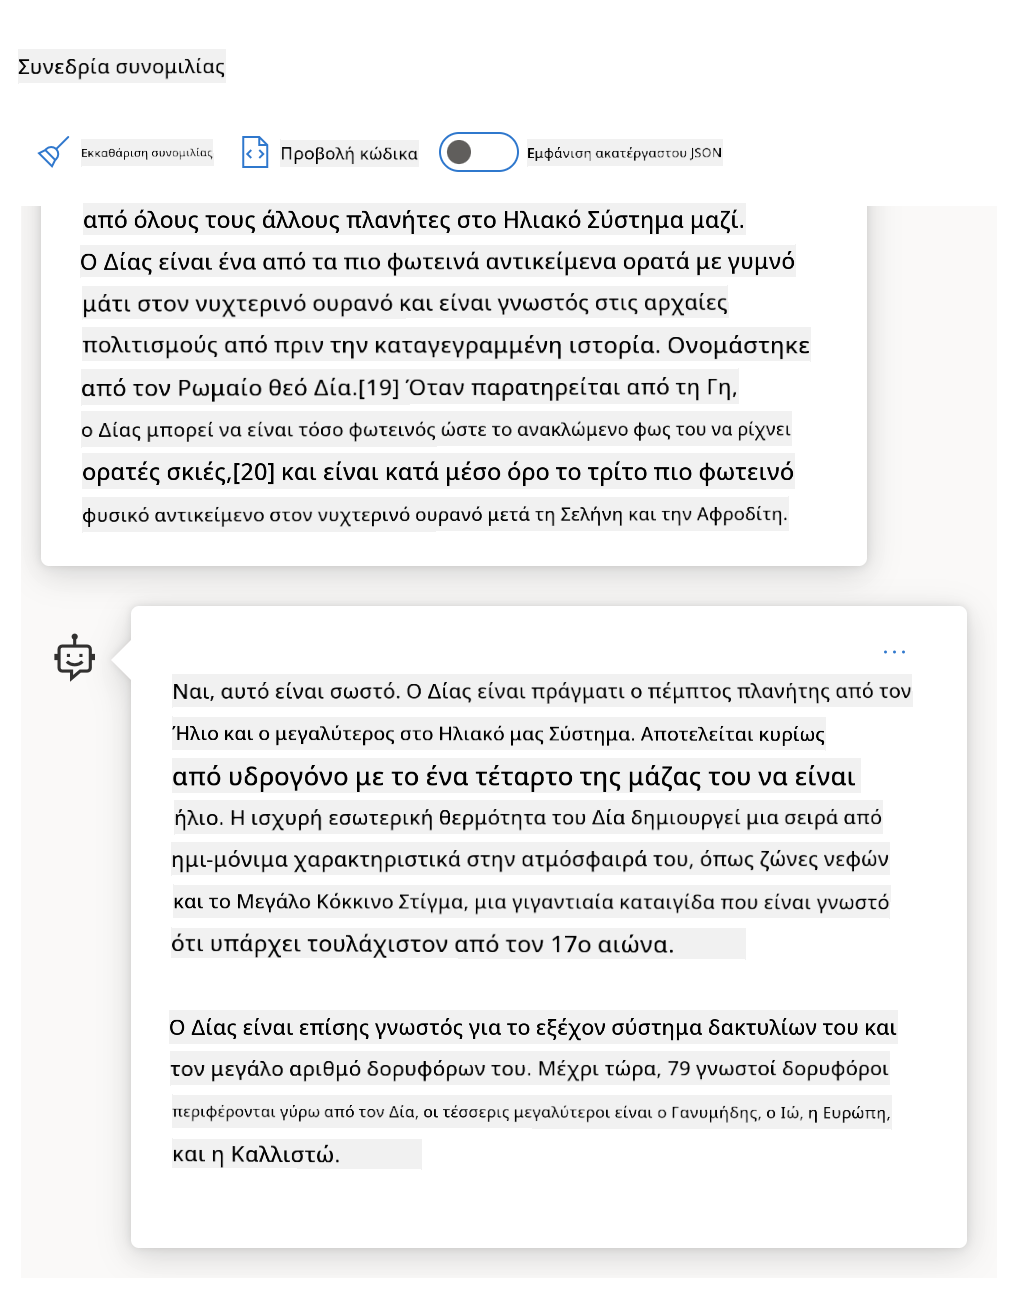 Συνεδρία συνομιλίας
Εκκαθάριση συνομιλίας Προβολή κώδικα Εμφάνιση ακατέργαστου JSON
από όλους τους άλλους πλανήτες στο Ηλιακό Σύστημα μαζί.
Ο Δίας είναι ένα από τα πιο φωτεινά αντικείμενα ορατά με γυμνό
μάτι στον νυχτερινό ουρανό και είναι γνωστός στις αρχαίες
πολιτισμούς από πριν την καταγεγραμμένη ιστορία. Ονομάστηκε
από τον Ρωμαίο θεό Δία.[19] Όταν παρατηρείται από τη Γη,
ο Δίας μπορεί να είναι τόσο φωτεινός ώστε το ανακλώμενο φως του να ρίχνει
ορατές σκιές,[20] και είναι κατά μέσο όρο το τρίτο πιο φωτεινό
φυσικό αντικείμενο στον νυχτερινό ουρανό μετά τη Σελήνη και την Αφροδίτη.
Ναι, αυτό είναι σωστό. Ο Δίας είναι πράγματι ο πέμπτος πλανήτης από τον
Ήλιο και ο μεγαλύτερος στο Ηλιακό μας Σύστημα. Αποτελείται κυρίως
από υδρογόνο με το ένα τέταρτο της μάζας του να είναι
ήλιο. Η ισχυρή εσωτερική θερμότητα του Δία δημιουργεί μια σειρά από
ημι-μόνιμα χαρακτηριστικά στην ατμόσφαιρά του, όπως ζώνες νεφών
και το Μεγάλο Κόκκινο Στίγμα, μια γιγαντιαία καταιγίδα που είναι γνωστό
ότι υπάρχει τουλάχιστον από τον 17ο αιώνα.
Ο Δίας είναι επίσης γνωστός για το εξέχον σύστημα δακτυλίων του και
τον μεγάλο αριθμό δορυφόρων του. Μέχρι τώρα, 79 γνωστοί δορυφόροι
περιφέρονται γύρω από τον Δία, οι τέσσερις μεγαλύτεροι είναι ο Γανυμήδης, ο Ιώ, η Ευρώπη,
και η Καλλιστώ.